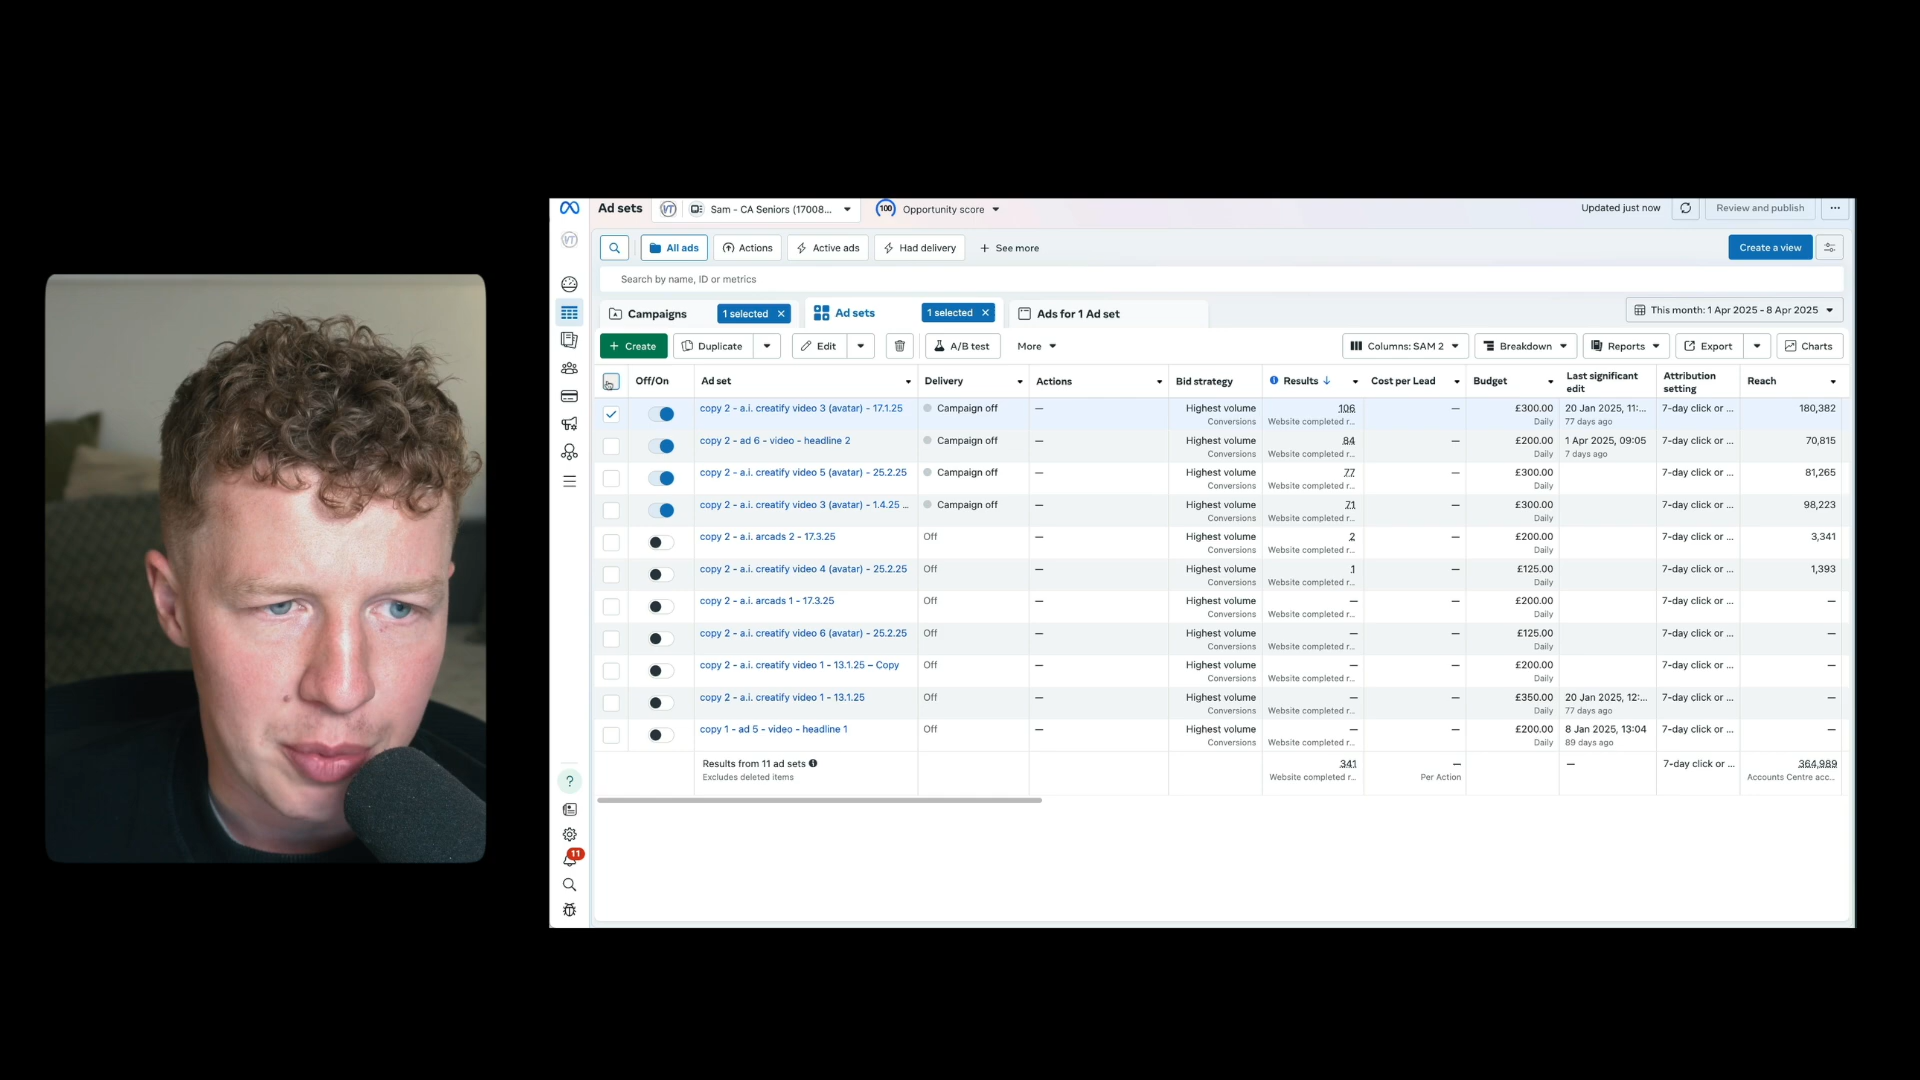 Ad sets VT Sam - CA Seniors (17008... 100 Opportunity score Updated just now Review and publish
VT
All ads Actions Active ads Had delivery + See more Create a view
Search by name, ID or metrics
Campaigns 1 selected × Ad sets 1 selected × Ads for 1 Ad set This month: 1 Apr 2025 - 8 Apr 2025
+ Create Duplicate Edit A/B test More Columns: SAM 2 Breakdown Reports Export Charts
Off/On Ad set Delivery Actions Bid strategy Results ↓ Cost per Lead Budget Last significant edit Attribution setting Reach
copy 2 - a.i. creatify video 3 (avatar) - 17.1.25 Campaign off — Highest volume 106 — £300.00 20 Jan 2025, 11:... 7-day click or ... 180,382
Conversions Website completed r... Daily 77 days ago
copy 2 - ad 6 - video - headline 2 Campaign off — Highest volume 84 — £200.00 1 Apr 2025, 09:05 7-day click or ... 70,815
Conversions Website completed r... Daily 7 days ago
copy 2 - a.i. creatify video 5 (avatar) - 25.2.25 Campaign off — Highest volume 77 — £300.00 7-day click or ... 81,265
Conversions Website completed r... Daily
copy 2 - a.i. creatify video 3 (avatar) - 1.4.25 ... Campaign off — Highest volume 71 — £300.00 7-day click or ... 98,223
Conversions Website completed r... Daily
copy 2 - a.i. arcads 2 - 17.3.25 Off — Highest volume 2 — £200.00 7-day click or ... 3,341
Conversions Website completed r... Daily
copy 2 - a.i. creatify video 4 (avatar) - 25.2.25 Off — Highest volume 1 — £125.00 7-day click or ... 1,393
Conversions Website completed r... Daily
copy 2 - a.i. arcads 1 - 17.3.25 Off — Highest volume — — £200.00 7-day click or ... —
Conversions Website completed r... Daily
copy 2 - a.i. creatify video 6 (avatar) - 25.2.25 Off — Highest volume — — £125.00 7-day click or ... —
Conversions Website completed r... Daily
copy 2 - a.i. creatify video 1 - 13.1.25 – Copy Off — Highest volume — — £200.00 7-day click or ... —
Conversions Website completed r... Daily
copy 2 - a.i. creatify video 1 - 13.1.25 Off — Highest volume — — £350.00 20 Jan 2025, 12:... 7-day click or ... —
Conversions Website completed r... Daily 77 days ago
copy 1 - ad 5 - video - headline 1 Off — Highest volume — — £200.00 8 Jan 2025, 13:04 7-day click or ... —
Conversions Website completed r... Daily 89 days ago
Results from 11 ad sets 341 — — 7-day click or ... 364,989
Excludes deleted items Website completed r... Per Action Accounts Centre acc...
?
11